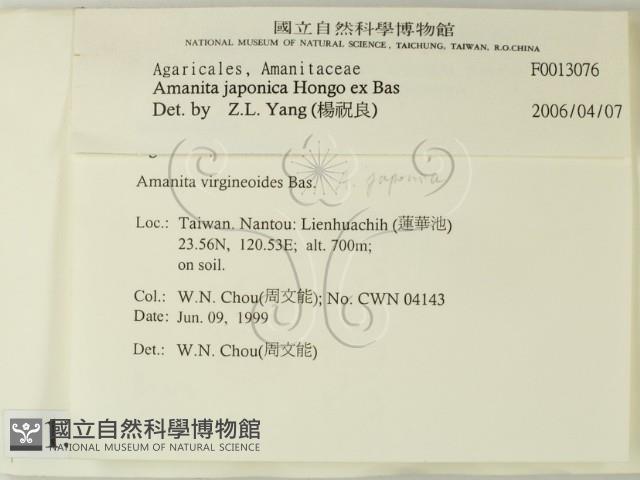 國立自然科學博物館
NATIONAL MUSEUM OF NATURAL SCIENCE, TAICHUNG, TAIWAN, R.O.CHINA
Agaricales, Amanitaceae F0013076
Amanita japonica Hongo ex Bas
Det. by Z.L. Yang (楊祝良) 2006/04/07
Amanita virgineoides Bas. A. japonica
Loc.: Taiwan. Nantou: Lienhuachih (蓮華池)
23.56N, 120.53E; alt. 700m;
on soil.
Col.: W.N. Chou(周文能); No. CWN 04143
Date: Jun. 09, 1999
Det.: W.N. Chou(周文能)
國立自然科學博物館
NATIONAL MUSEUM OF NATURAL SCIENCE